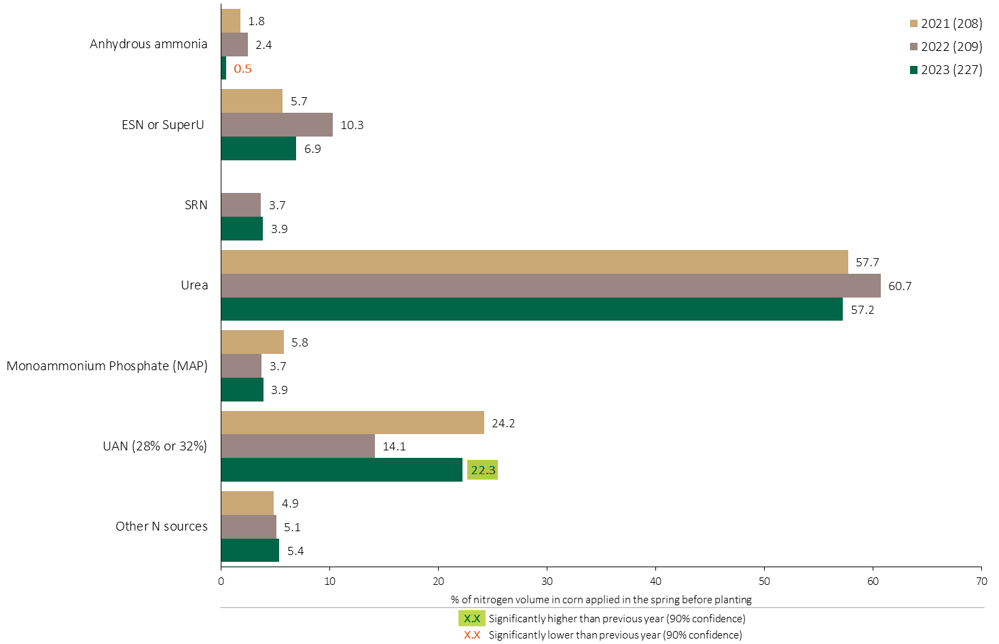 1.8
2021 (208)
Anhydrous ammonia
2.4
2022 (209)
0.5
2023 (227)
5.7
ESN or SuperU
10.3
6.9
SRN
3.7
3.9
57.7
Urea
60.7
57.2
5.8
Monoammonium Phosphate (MAP)
3.7
3.9
24.2
UAN (28% or 32%)
14.1
22.3
4.9
Other N sources
5.1
5.4
0 10 20 30 40 50 60 70
% of nitrogen volume in corn applied in the spring before planting
X.X Significantly higher than previous year (90% confidence)
X.X Significantly lower than previous year (90% confidence)